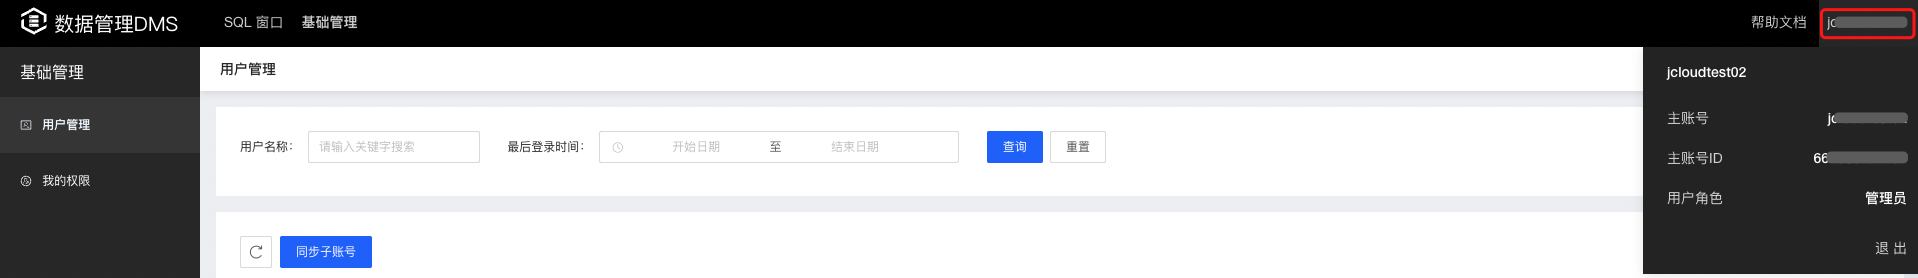 数据管理DMS
SQL 窗口
基础管理
帮助文档
jc
基础管理
用户管理
我的权限
用户管理
用户名称：
请输入关键字搜索
最后登录时间：
开始日期
至
结束日期
查询
重置
同步子账号
jcloudtest02
主账号
jc
主账号ID
66
用户角色
管理员
退 出